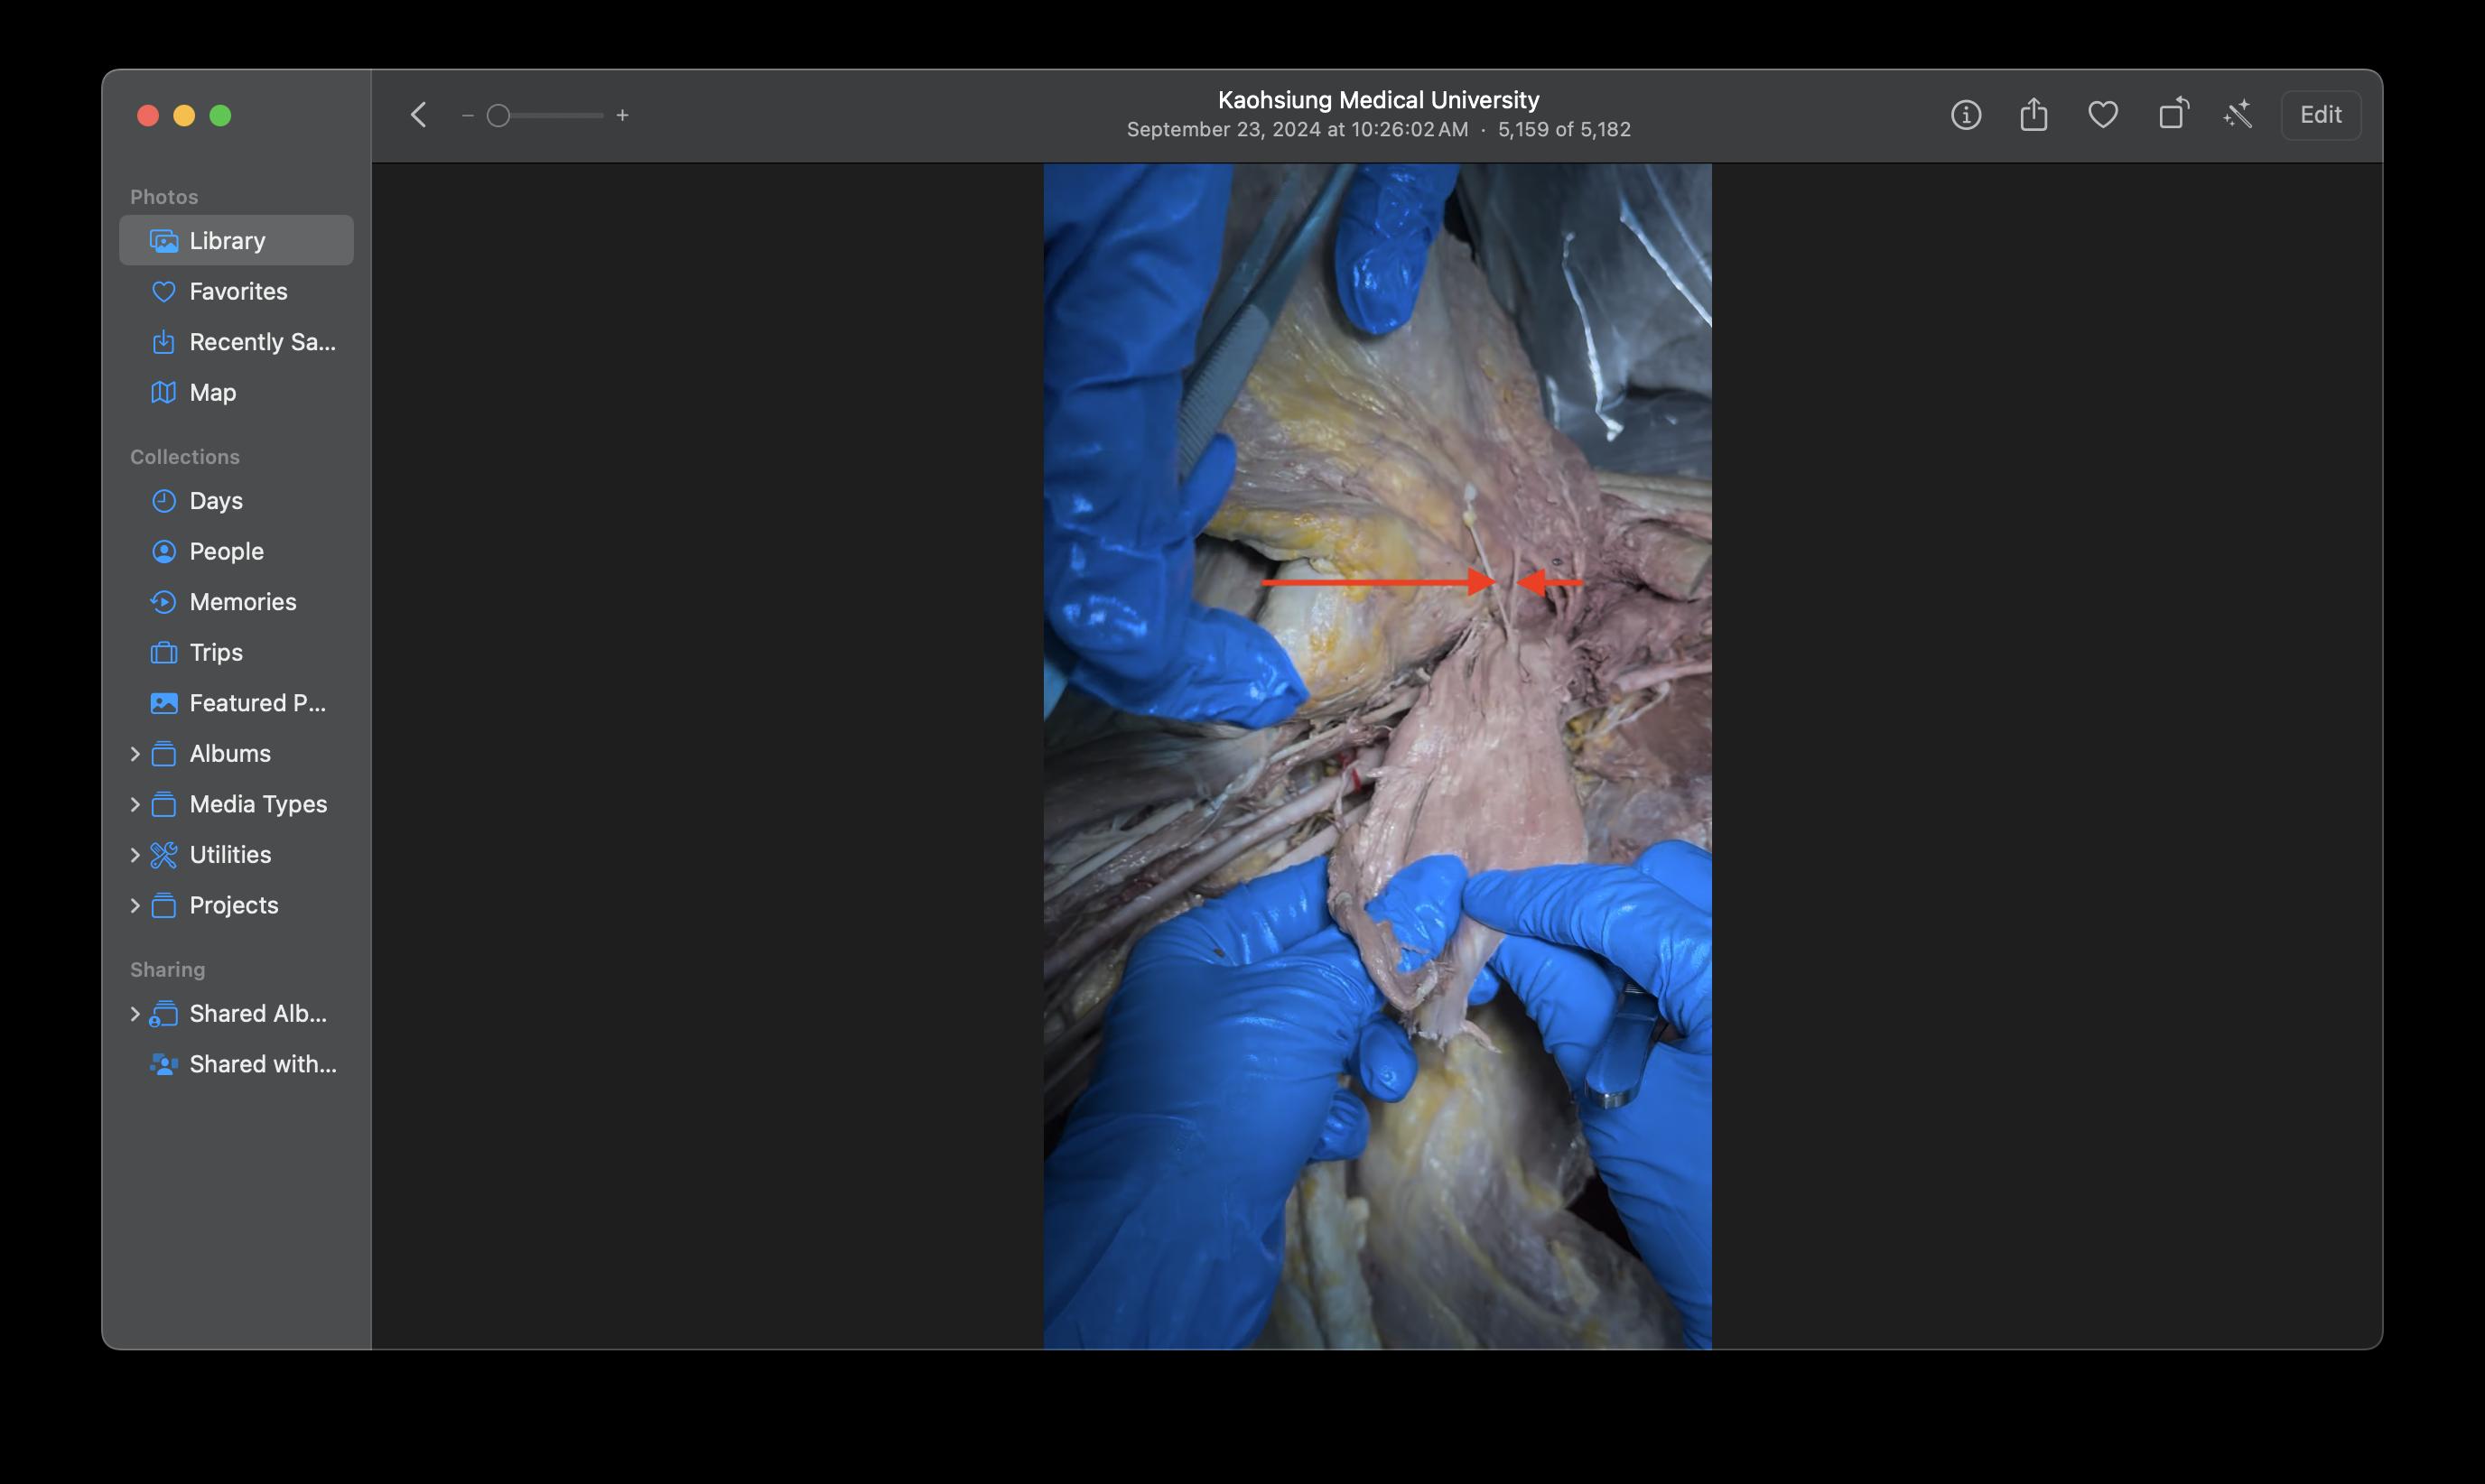 Kaohsiung Medical University
September 23, 2024 at 10:26:02 AM · 5,159 of 5,182
Edit
Photos
Library
Favorites
Recently Sa...
Map
Collections
Days
People
Memories
Trips
Featured P...
Albums
Media Types
Utilities
Projects
Sharing
Shared Alb...
Shared with...